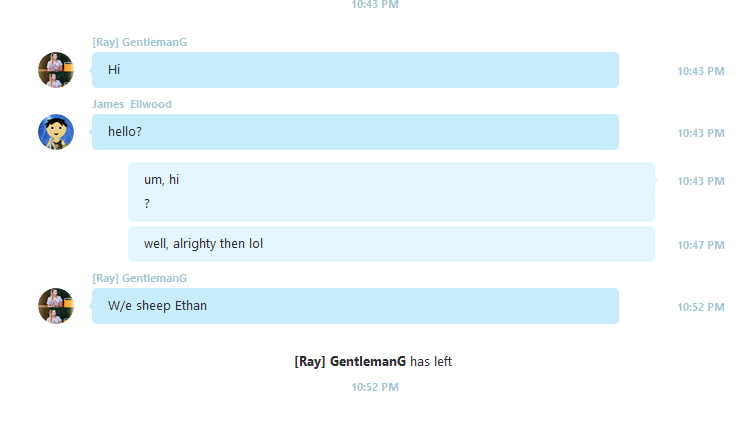 10:43 PM
[Ray] GentlemanG
Hi
10:43 PM
James Ellwood
hello?
10:43 PM
um, hi
10:43 PM
?
well, alrighty then lol
10:47 PM
[Ray] GentlemanG
W/e sheep Ethan
10:52 PM
[Ray] GentlemanG has left
10:52 PM